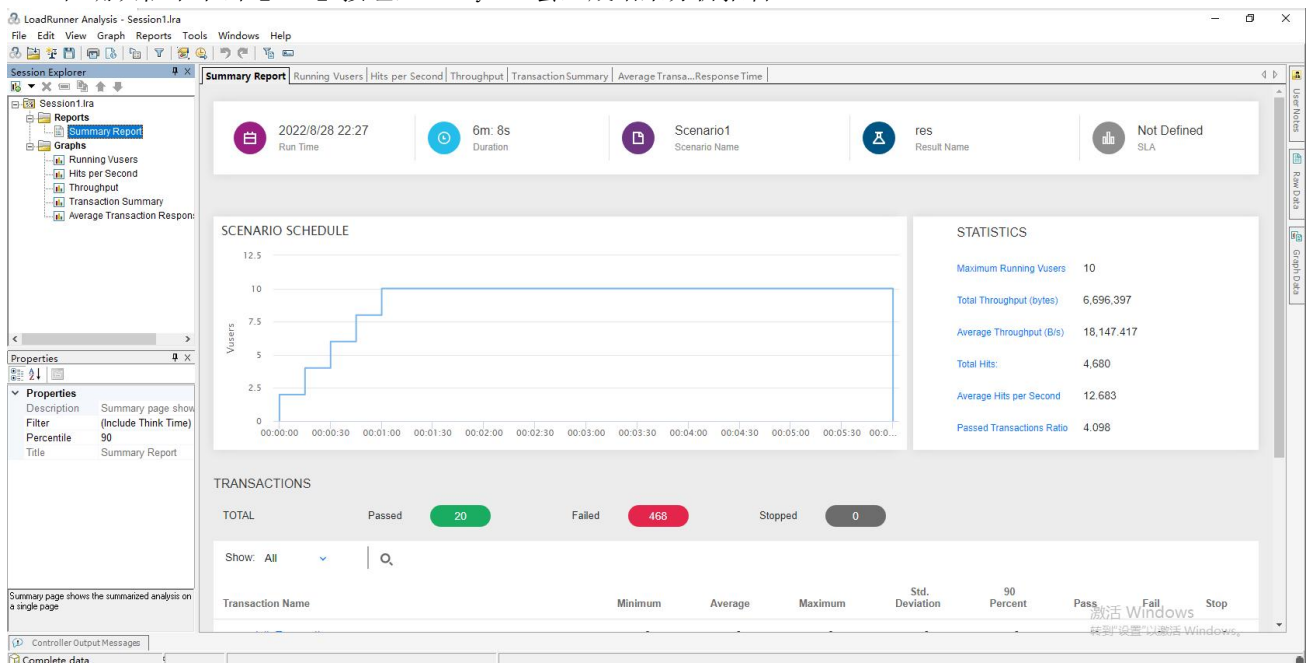 LoadRunner Analysis - Session1.lra
File Edit View Graph Reports Tools Windows Help
Session Explorer
Session1.lra
Reports
Summary Report
Graphs
Running Vusers
Hits per Second
Throughput
Transaction Summary
Average Transaction Respon
Properties
Properties
Description Summary page show
Filter (Include Think Time)
Percentile 90
Title Summary Report
Summary page shows the summarized analysis on
a single page
Controller Output Messages
Complete data
Summary Report Running Vusers Hits per Second Throughput Transaction Summary Average Transa...Response Time
2022/8/28 22:27
Run Time
6m: 8s
Duration
Scenario1
Scenario Name
res
Result Name
Not Defined
SLA
SCENARIO SCHEDULE
12.5
10
7.5
5
2.5
0
Vusers
00:00:00 00:00:30 00:01:00 00:01:30 00:02:00 00:02:30 00:03:00 00:03:30 00:04:00 00:04:30 00:05:00 00:05:30 00:0...
STATISTICS
Maximum Running Vusers 10
Total Throughput (bytes) 6,696,397
Average Throughput (B/s) 18,147.417
Total Hits: 4,680
Average Hits per Second 12.683
Passed Transactions Ratio 4.098
TRANSACTIONS
TOTAL Passed 20 Failed 468 Stopped 0
Show: All
Transaction Name Minimum Average Maximum Std. Deviation 90 Percent Pass Fail Stop
激活 Windows
转到"设置"以激活 Windows。
User Notes
Raw Data
Graph Data